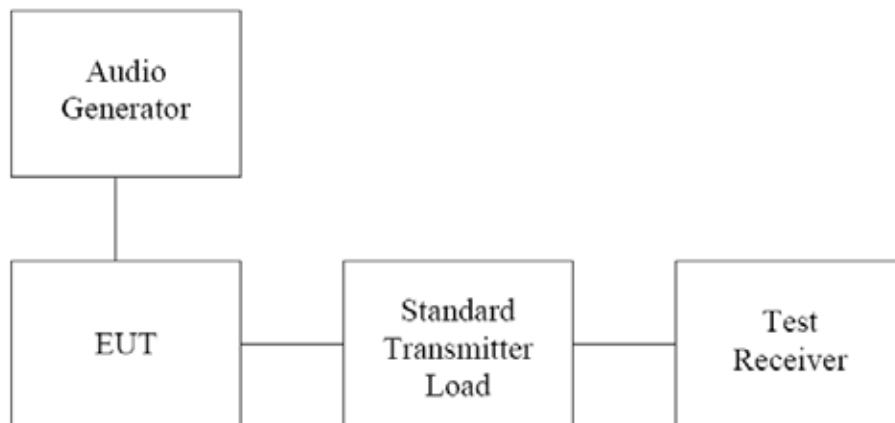 Audio
Generator
EUT
Standard
Transmitter
Load
Test
Receiver